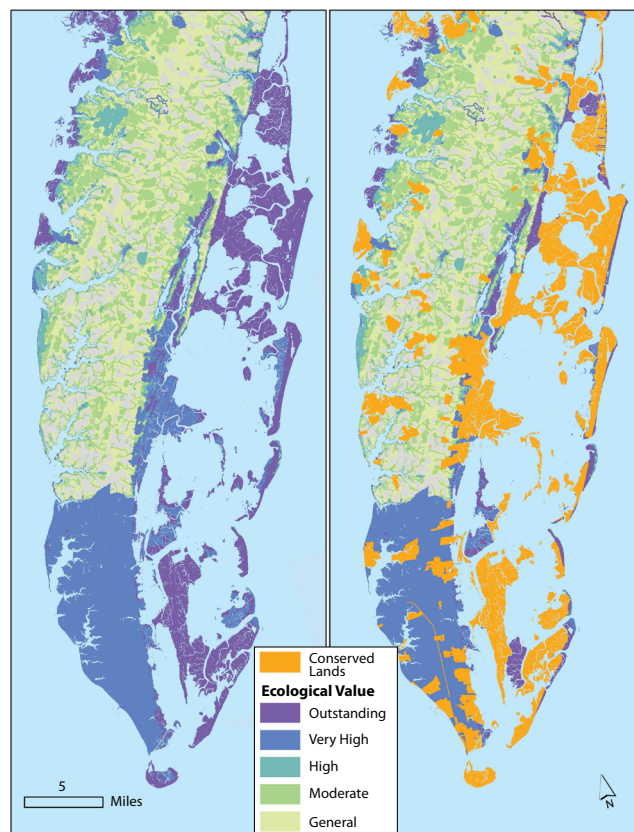 Conserved
Lands
Ecological Value
Outstanding
Very High
High
Moderate
General
5
Miles
N